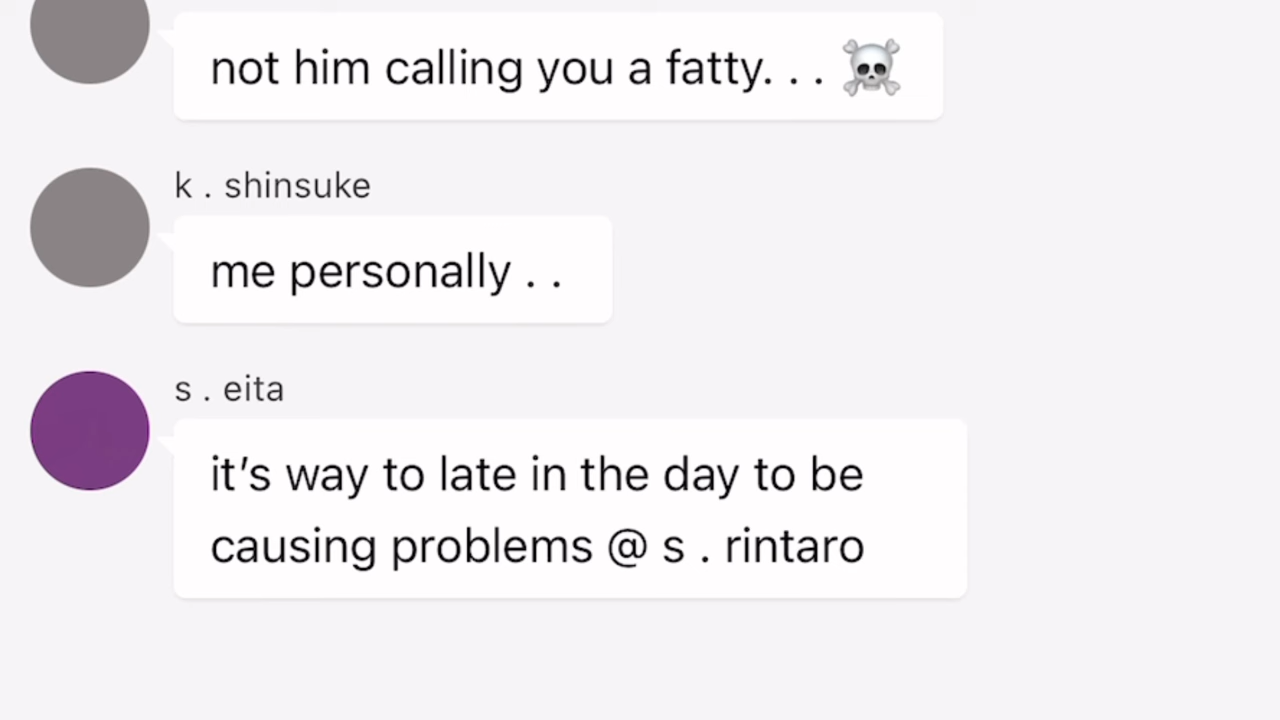 not him calling you a fatty. . . ☠️
k . shinsuke
me personally . .
s . eita
it’s way to late in the day to be
causing problems @ s . rintaro